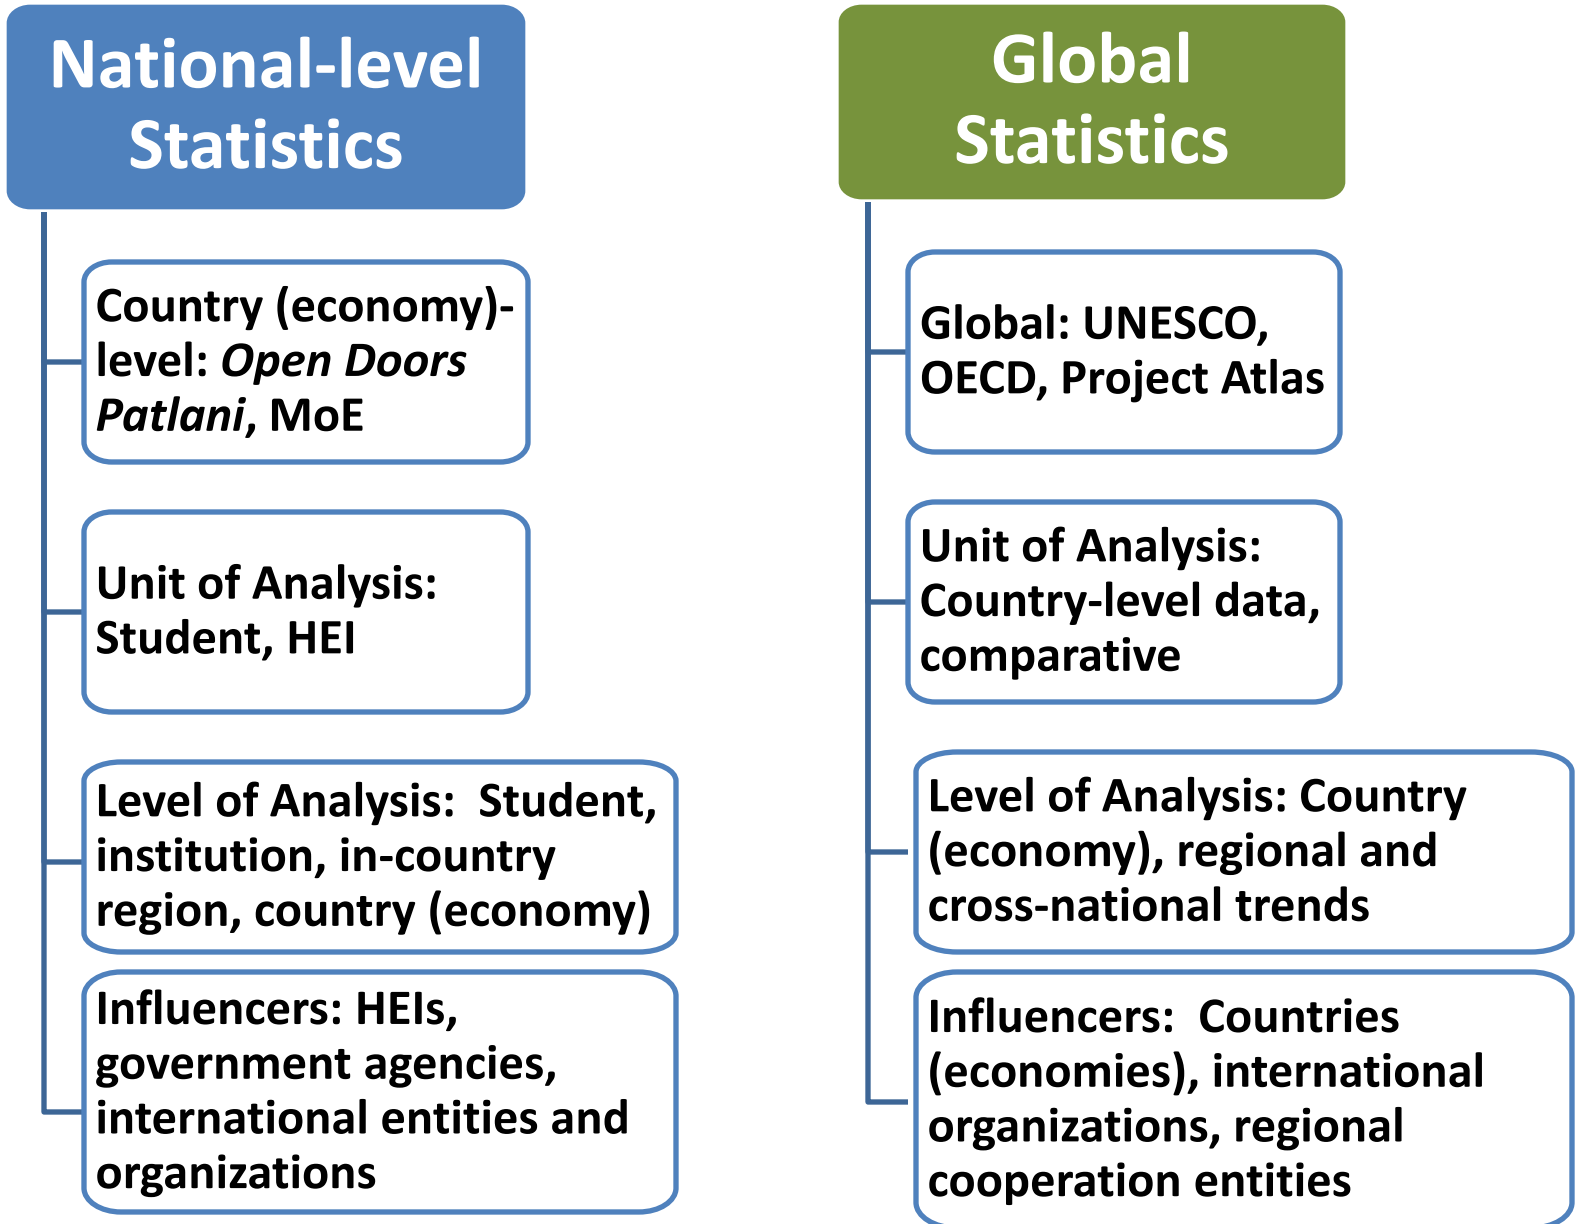 National-level
Statistics
Country (economy)-
level: Open Doors
Patlani, MoE
Unit of Analysis:
Student, HEI
Level of Analysis:  Student,
institution, in-country
region, country (economy)
Influencers: HEIs,
government agencies,
international entities and
organizations
Global
Statistics
Global: UNESCO,
OECD, Project Atlas
Unit of Analysis:
Country-level data,
comparative
Level of Analysis: Country
(economy), regional and
cross-national trends
Influencers:  Countries
(economies), international
organizations, regional
cooperation entities